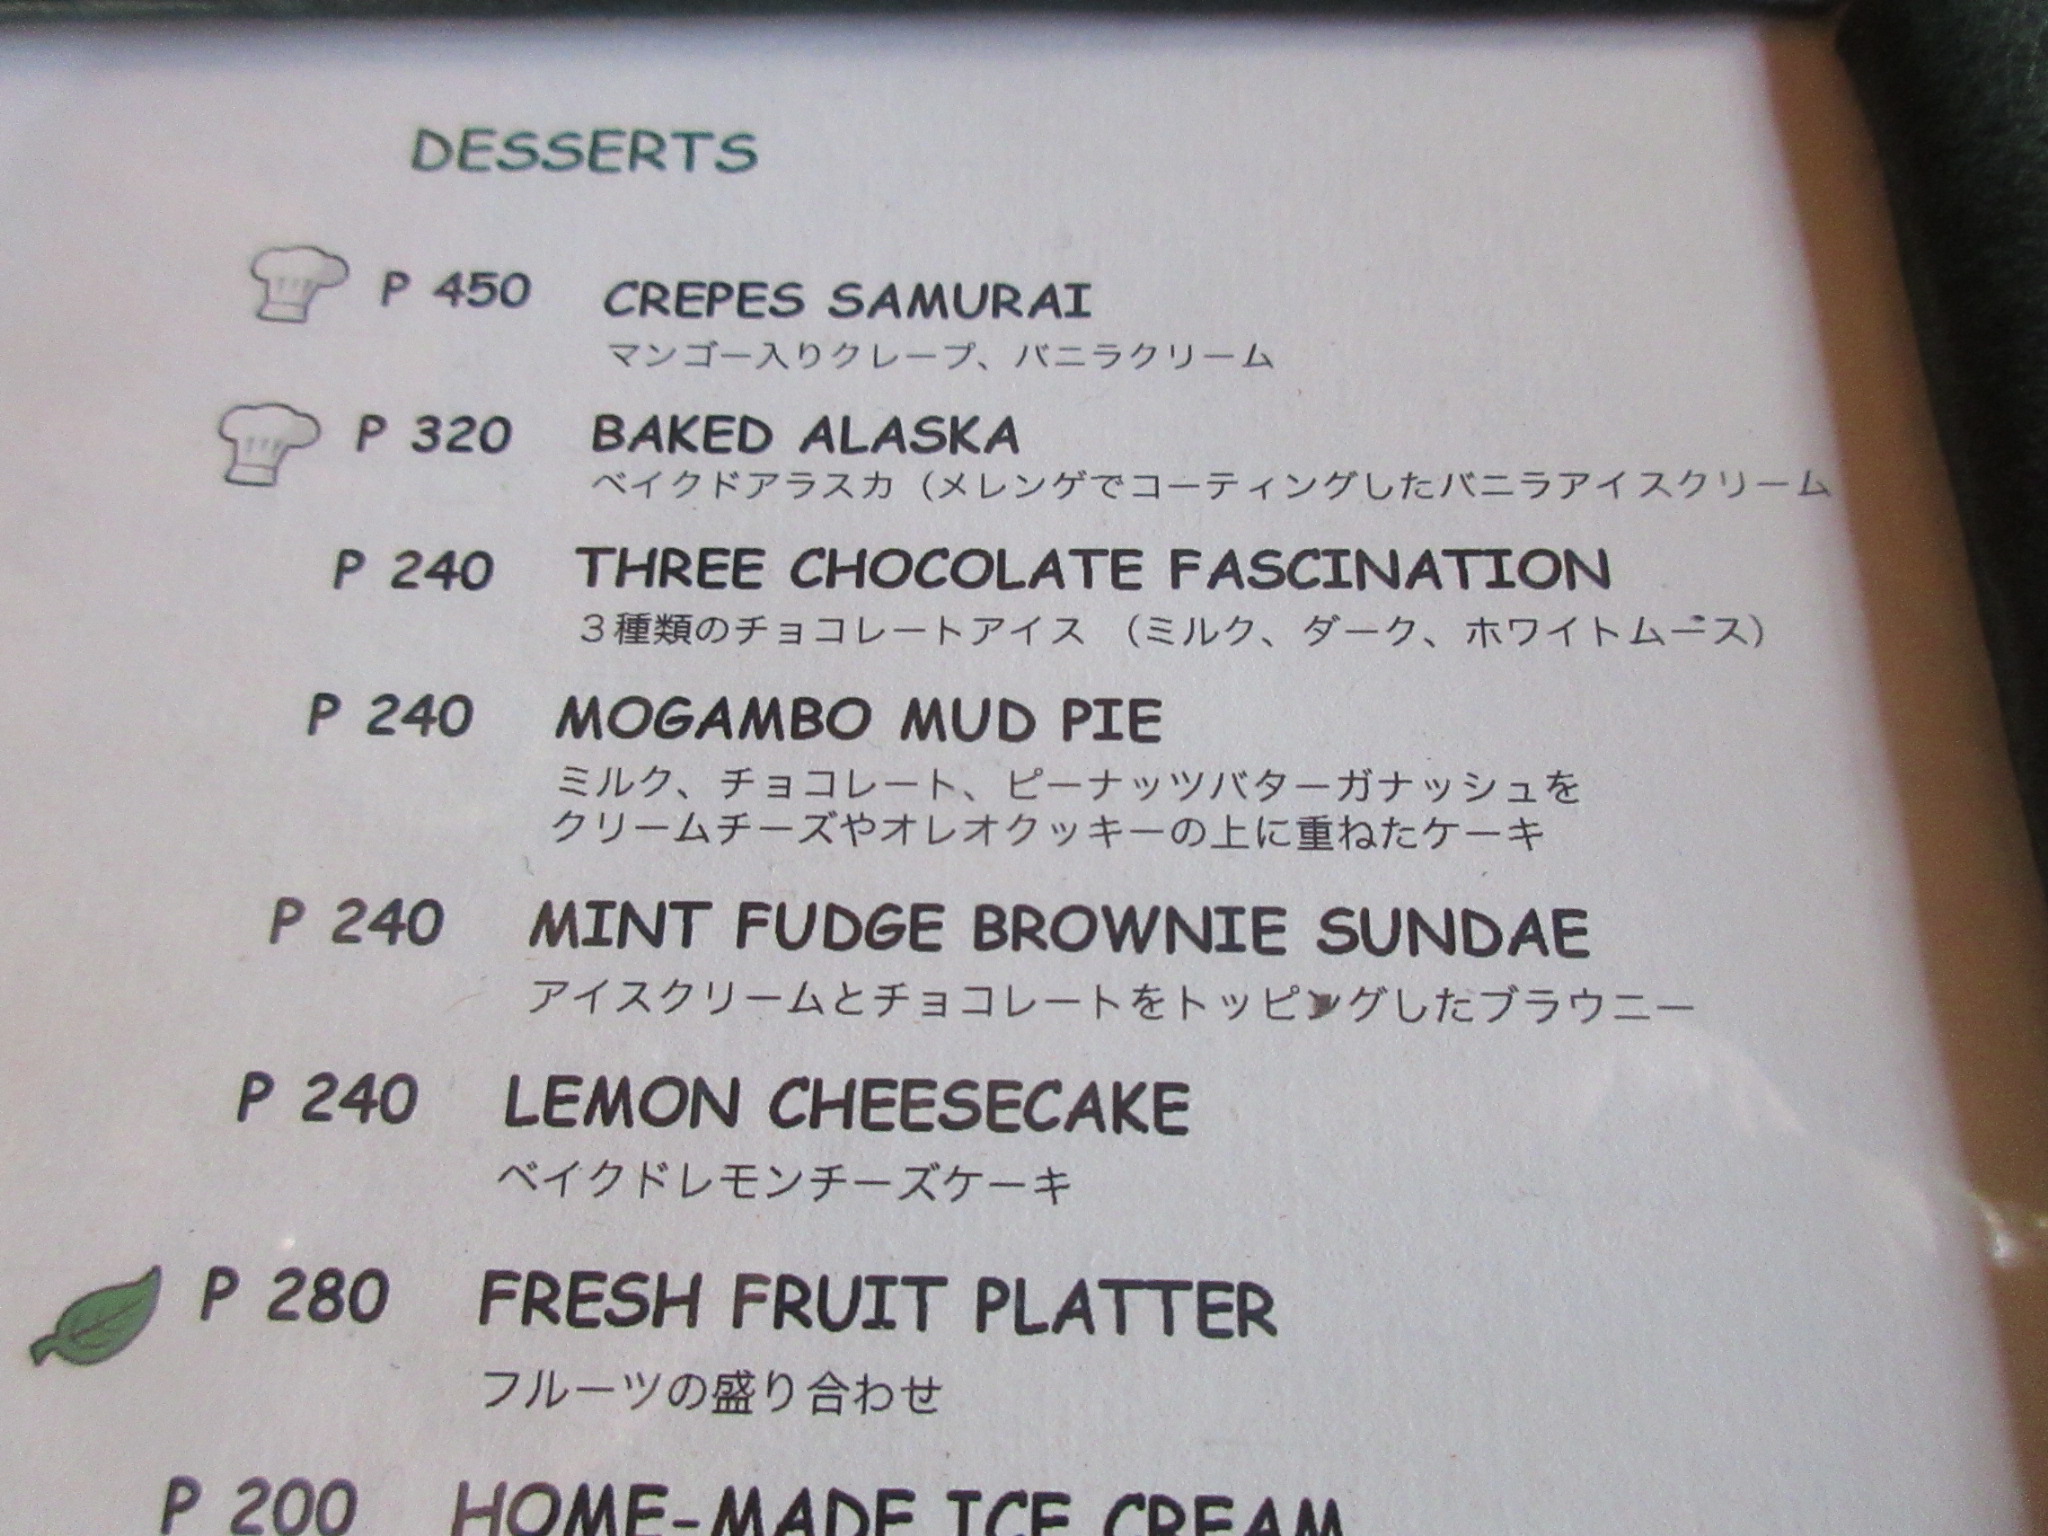 DESSERTS
P 450 CREPES SAMURAI
マンゴー入りクレープ、バニラクリーム
P 320 BAKED ALASKA
ベイクドアラスカ（メレンゲでコーティングしたバニラアイスクリーム
P 240 THREE CHOCOLATE FASCINATION
３種類のチョコレートアイス （ミルク、ダーク、ホワイトムース）
P 240 MOGAMBO MUD PIE
ミルク、チョコレート、ピーナッツバターガナッシュを
クリームチーズやオレオクッキーの上に重ねたケーキ
P 240 MINT FUDGE BROWNIE SUNDAE
アイスクリームとチョコレートをトッピングしたブラウニー
P 240 LEMON CHEESECAKE
ベイクドレモンチーズケーキ
P 280 FRESH FRUIT PLATTER
フルーツの盛り合わせ
P 200 HOME-MADE ICE CREAM